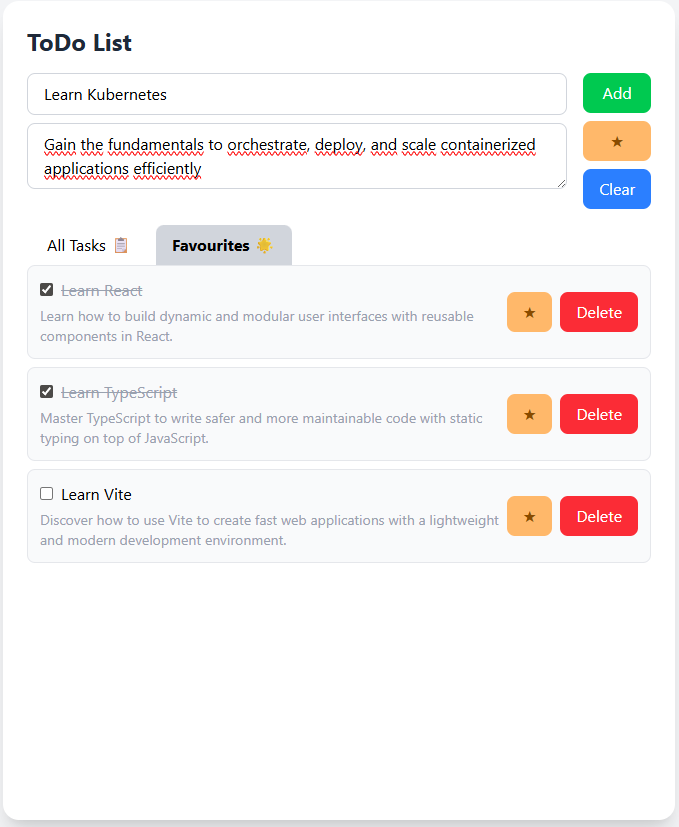 ToDo List
Learn Kubernetes
Add
Gain the fundamentals to orchestrate, deploy, and scale containerized
applications efficiently
★
Clear
All Tasks 📋
Favourites 🌟
Learn React
Learn how to build dynamic and modular user interfaces with reusable
components in React.
★ Delete
Learn TypeScript
Master TypeScript to write safer and more maintainable code with static
typing on top of JavaScript.
★ Delete
Learn Vite
Discover how to use Vite to create fast web applications with a lightweight
and modern development environment.
★ Delete